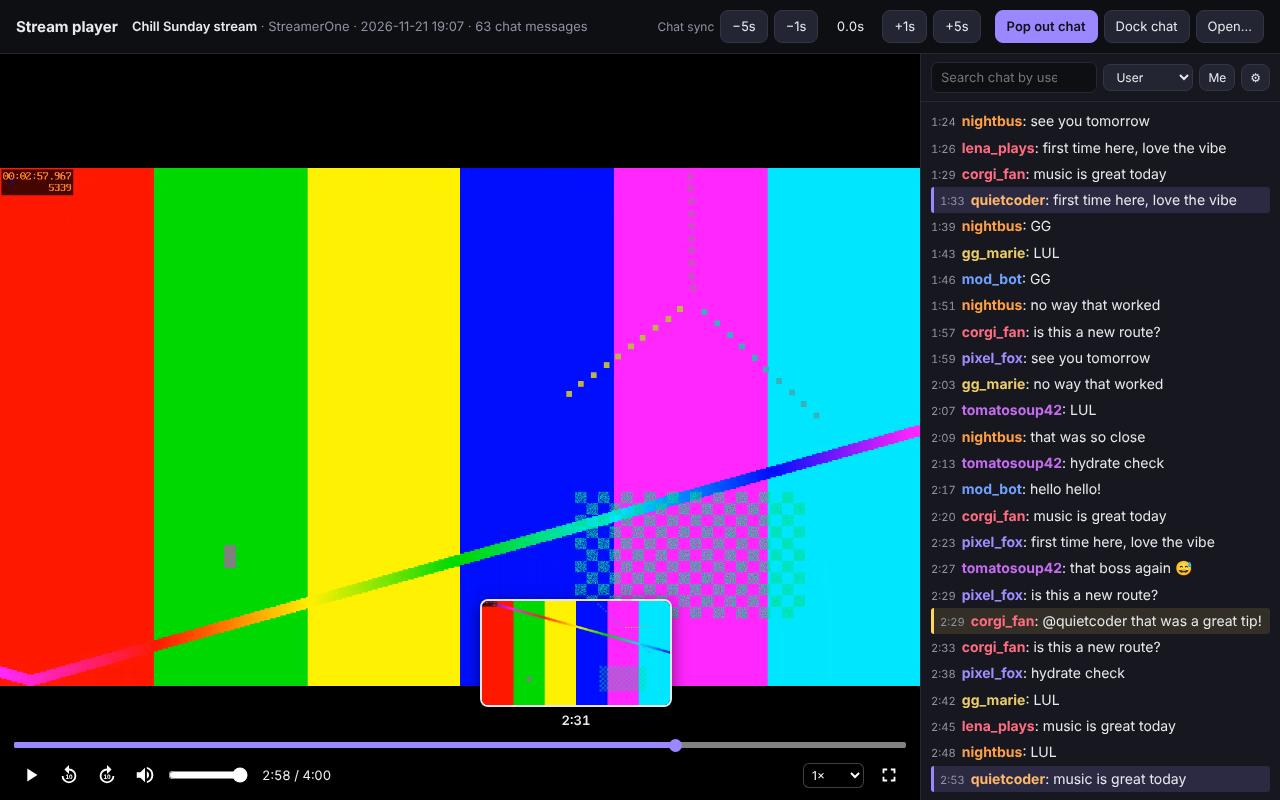 Stream player Chill Sunday stream · StreamerOne · 2026-11-21 19:07 · 63 chat messages Chat sync −5s −1s 0.0s +1s +5s Pop out chat Dock chat Open...
Search chat by use User Me
00:02:57.967
5339
1:24 nightbus: see you tomorrow
1:26 lena_plays: first time here, love the vibe
1:29 corgi_fan: music is great today
1:33 quietcoder: first time here, love the vibe
1:39 nightbus: GG
1:43 gg_marie: LUL
1:46 mod_bot: GG
1:51 nightbus: no way that worked
1:57 corgi_fan: is this a new route?
1:59 pixel_fox: see you tomorrow
2:03 gg_marie: no way that worked
2:07 tomatosoup42: LUL
2:09 nightbus: that was so close
2:13 tomatosoup42: hydrate check
2:17 mod_bot: hello hello!
2:20 corgi_fan: music is great today
2:23 pixel_fox: first time here, love the vibe
2:27 tomatosoup42: that boss again 😅
2:29 pixel_fox: is this a new route?
2:29 corgi_fan: @quietcoder that was a great tip!
2:33 corgi_fan: is this a new route?
2:38 pixel_fox: hydrate check
2:42 gg_marie: LUL
2:45 lena_plays: music is great today
2:48 nightbus: LUL
2:53 quietcoder: music is great today
2:31
10 10 2:58 / 4:00 1×